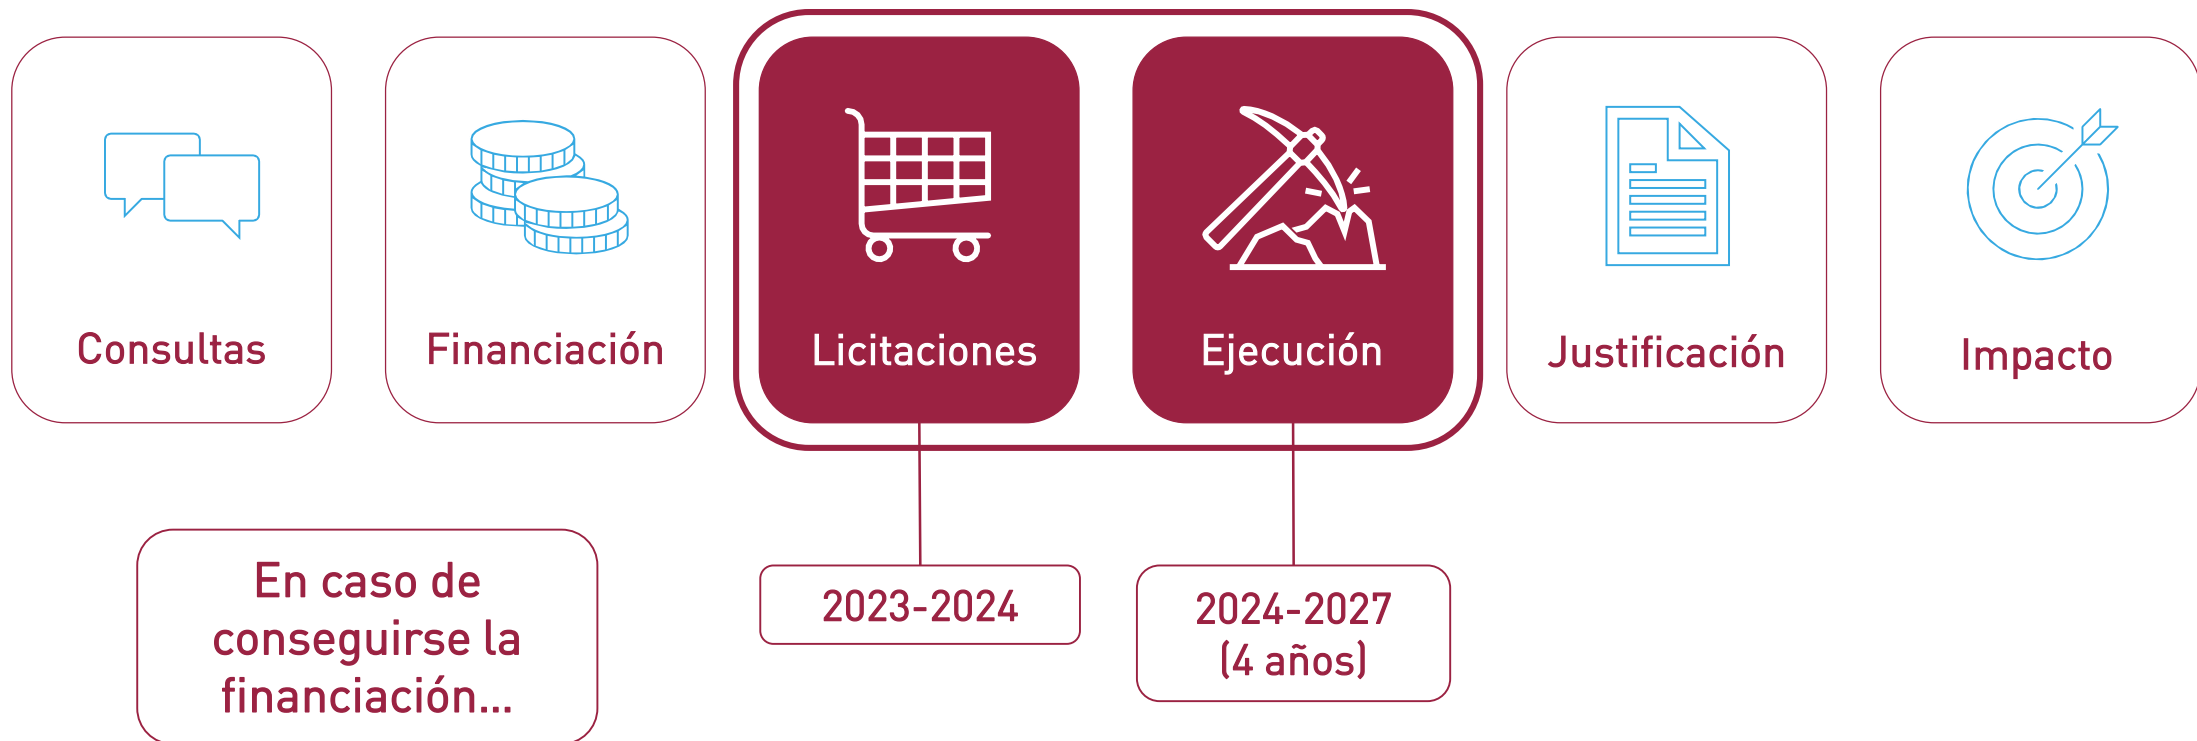 Consultas
Financiación
Licitaciones
Ejecución
Justificación
Impacto
En caso de
conseguirse la
financiación...
2023-2024
2024-2027
(4 años)